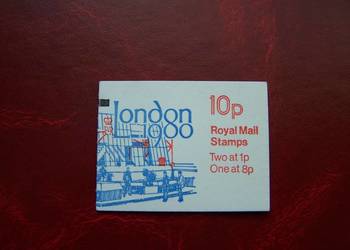 london
1980
10p
Royal Mail
Stamps
Two at 1p
One at 8p